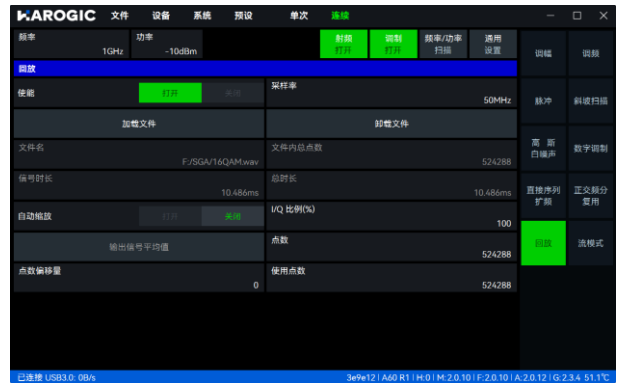 HAROGIC 文件 设备 系统 预设 单次 连续
频率 功率 射频 调制 频率/功率 通用
1GHz -10dBm 打开 打开 扫描 设置
调幅 调频
回放
使能 打开 关闭 采样率
50MHz
脉冲 斜坡扫描
加载文件 卸载文件
高 斯 数字调制
白噪声
文件名 文件内总点数
F:/SGA/16QAM.wav 524288
信号时长 总时长
10.486ms 10.486ms
直接序列 正交频分
扩频 复用
自动缩放 打开 关闭 I/Q 比例(%)
100
输出信号平均值 点数
524288
回放 流模式
点数偏移量 使用点数
0 524288
已连接 USB3.0: 0B/s 3e9e12 | A60 R1 | H:0 | M:2.0.10 | F:2.0.10 | A:2.0.12 | G:2.3.4 51.1℃